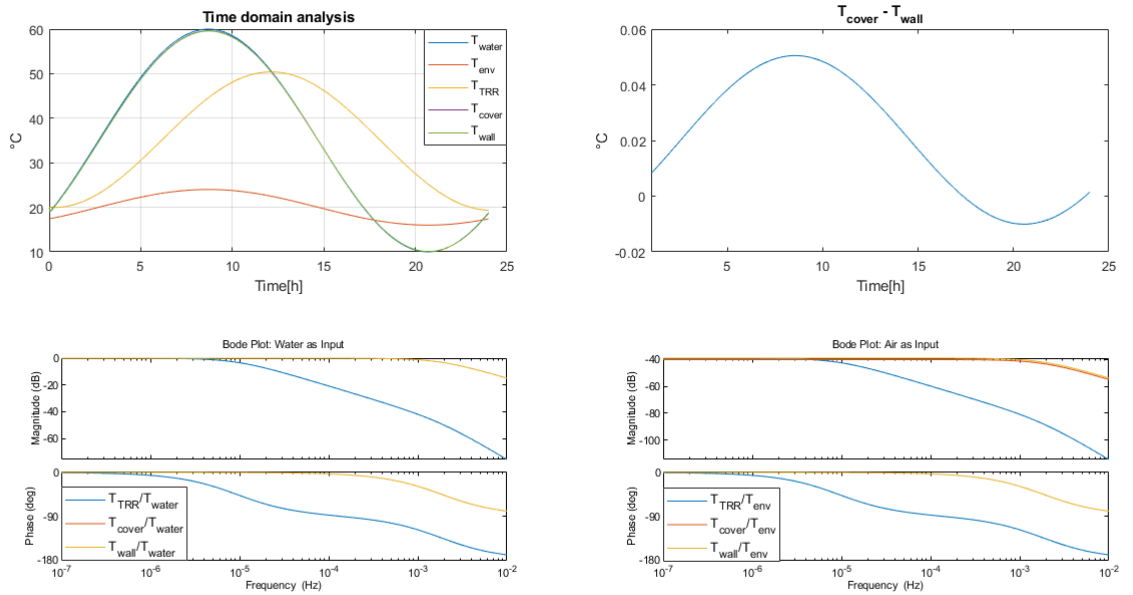 Time domain analysis
60
50
40
30
20
10
°C
0
5
10
15
20
25
Time[h]
T_water
T_env
T_TRR
T_cover
T_wall
T_cover - T_wall
0.06
0.04
0.02
0
-0.02
°C
5
10
15
20
25
Time[h]
Bode Plot: Water as Input
0
-20
-40
-60
Magnitude (dB)
0
-90
-180
Phase (deg)
T_TRR/T_water
T_cover/T_water
T_wall/T_water
10^-7
10^-6
10^-5
10^-4
10^-3
10^-2
Frequency (Hz)
Bode Plot: Air as Input
-40
-60
-80
-100
Magnitude (dB)
0
-90
-180
Phase (deg)
T_TRR/T_env
T_cover/T_env
T_wall/T_env
10^-7
10^-6
10^-5
10^-4
10^-3
10^-2
Frequency (Hz)